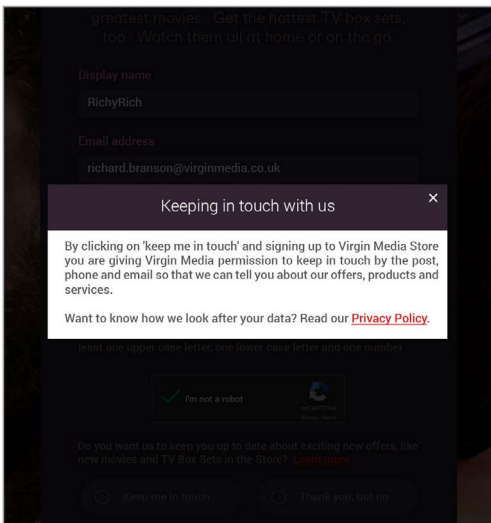 greatest movies. Get the hottest TV box sets,
too. Watch them all at home or on the go.
Display name
RichyRich
Email address
richard.branson@virginmedia.co.uk
Keeping in touch with us
×
By clicking on 'keep me in touch' and signing up to Virgin Media Store
you are giving Virgin Media permission to keep in touch by the post,
phone and email so that we can tell you about our offers, products and
services.
Want to know how we look after your data? Read our Privacy Policy.
least one upper case letter, one lower case letter and one number
I'm not a robot
reCAPTCHA
Privacy - Terms
Do you want us to keep you up to date about exciting new offers, like
new movies and TV Box Sets in the Store? Learn more
Keep me in touch
Thank you, but no